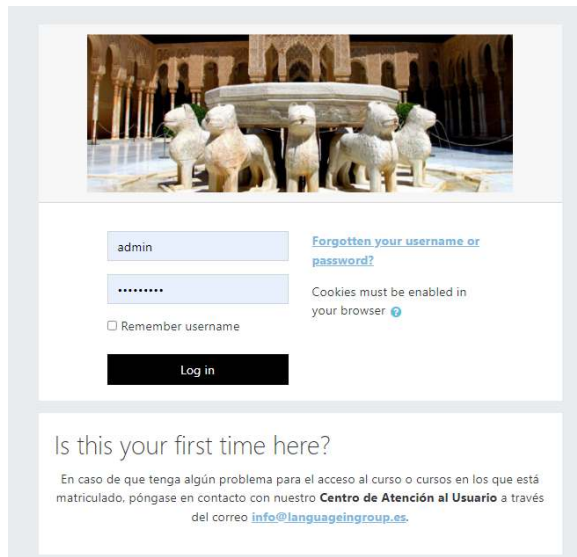 admin
Forgotten your username or
password?
•••••••••
Cookies must be enabled in
your browser
Remember username
Log in
Is this your first time here?
En caso de que tenga algún problema para el acceso al curso o cursos en los que está
matriculado, póngase en contacto con nuestro Centro de Atención al Usuario a través
del correo info@languageingroup.es.